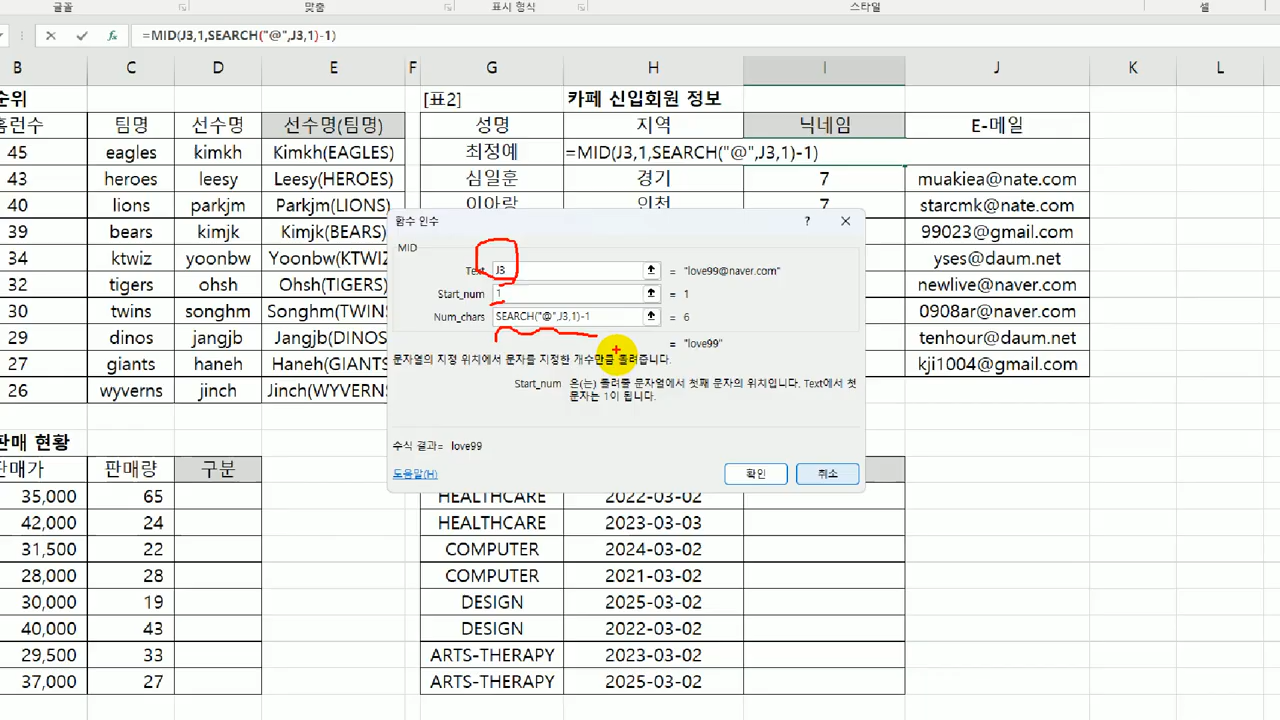 글꼴 맞춤 표시 형식 스타일 셀
=MID(J3,1,SEARCH("@",J3,1)-1)
B C D E F G H I J K L
순위 [표2] 카페 신입회원 정보
홈런수 팀명 선수명 선수명(팀명) 성명 지역 닉네임 E-메일
45 eagles kimkh Kimkh(EAGLES) 최정예 =MID(J3,1,SEARCH("@",J3,1)-1)
43 heroes leesy Leesy(HEROES) 심일훈 경기 7 muakiea@nate.com
40 lions parkjm Parkjm(LIONS) 이아랑 인천 7 starcmk@nate.com
39 bears kimjk Kimjk(BEARS) 99023@gmail.com
34 ktwiz yoonbw Yoonbw(KTWIZ yses@daum.net
32 tigers ohsh Ohsh(TIGERS) newlive@naver.com
30 twins songhm Songhm(TWINS 0908ar@naver.com
29 dinos jangjb Jangjb(DINOS tenhour@daum.net
27 giants haneh Haneh(GIANTS kji1004@gmail.com
26 wyverns jinch Jinch(WYVERNS
함수 인수 ?
MID
Text J3 = "love99@naver.com"
Start_num 1 = 1
Num_chars SEARCH("@",J3,1)-1 = 6
= "love99"
문자열의 지정 위치에서 문자를 지정한 개수만큼 돌려줍니다.
Start_num 은(는) 돌려줄 문자열에서 첫째 문자의 위치입니다. Text에서 첫
문자는 1이 됩니다.
수식 결과= love99
도움말(H) 확인 취소
판매 현황
판매가 판매량 구분
35,000 65 HEALTHCARE 2022-03-02
42,000 24 HEALTHCARE 2023-03-03
31,500 22 COMPUTER 2024-03-02
28,000 28 COMPUTER 2021-03-02
30,000 19 DESIGN 2025-03-02
40,000 43 DESIGN 2022-03-02
29,500 33 ARTS-THERAPY 2023-03-02
37,000 27 ARTS-THERAPY 2025-03-02